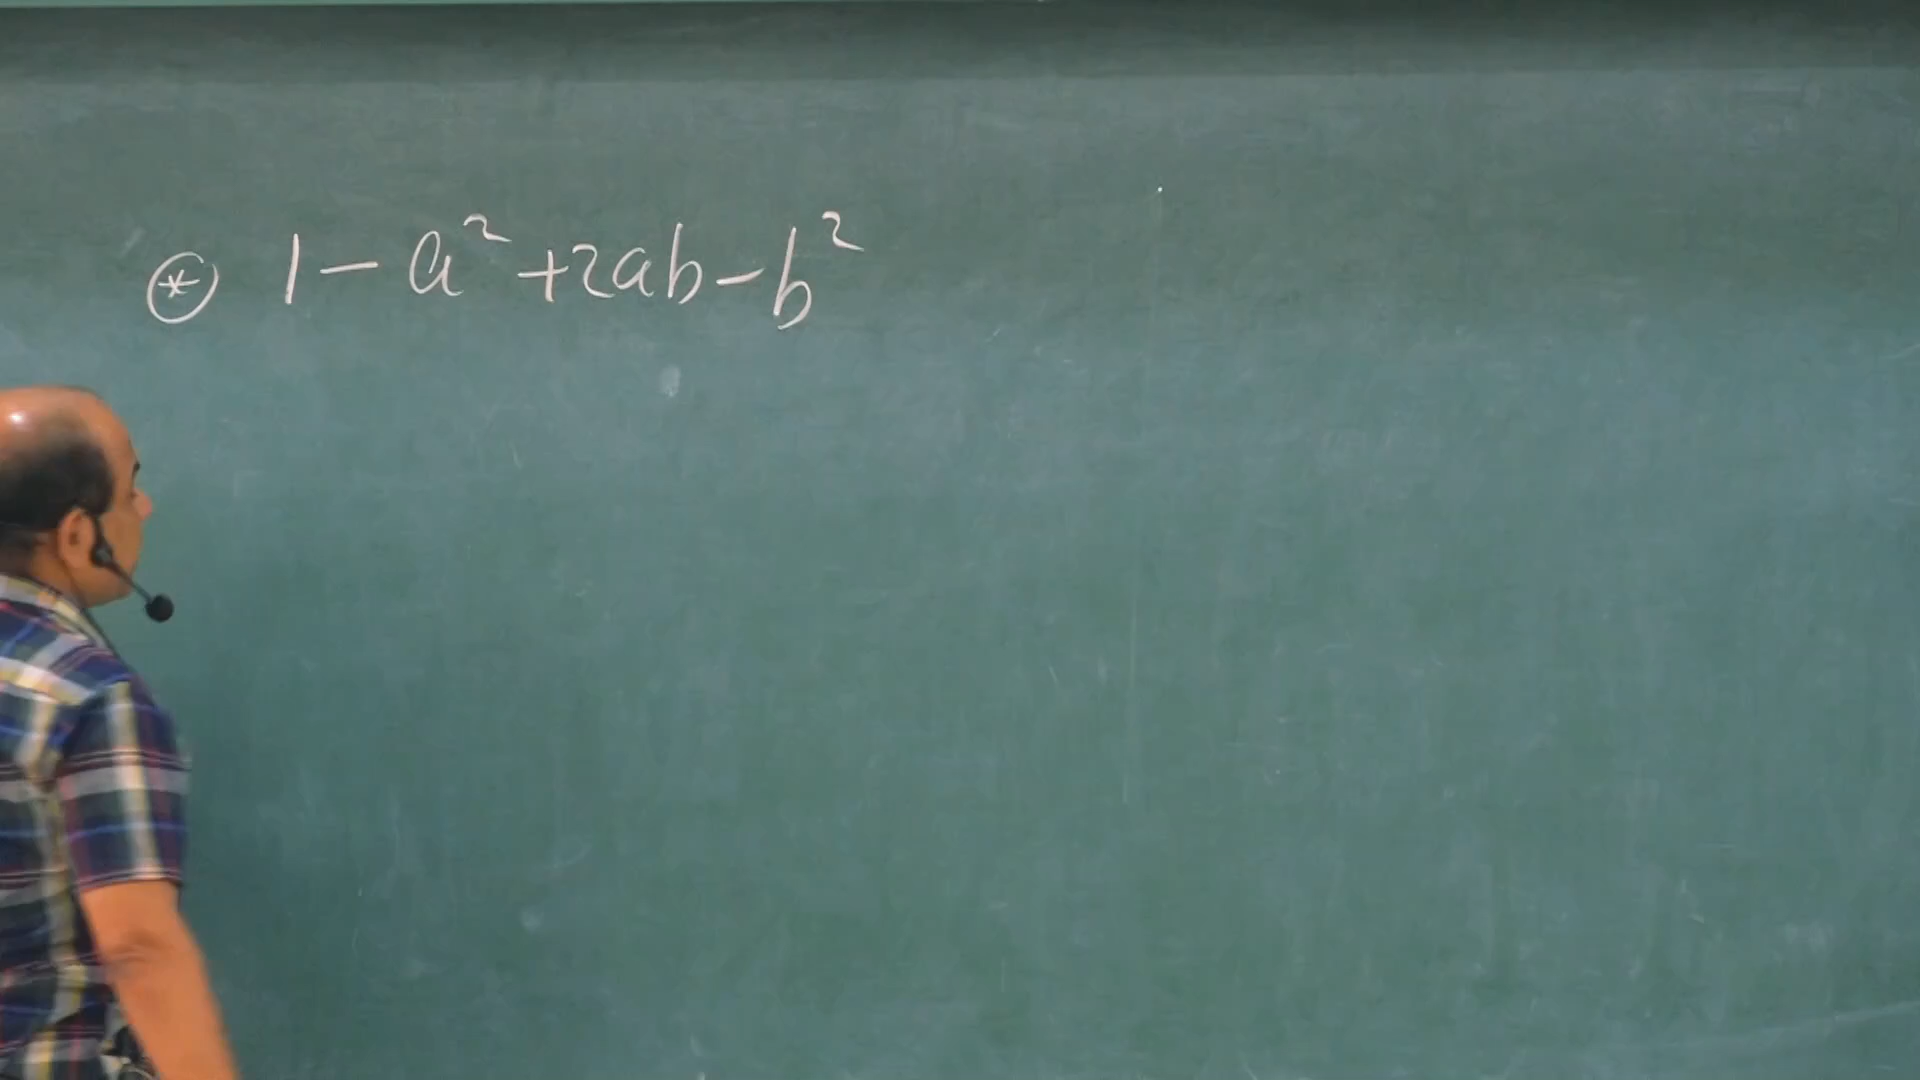 ⊛ 1 - a² + 2ab - b²